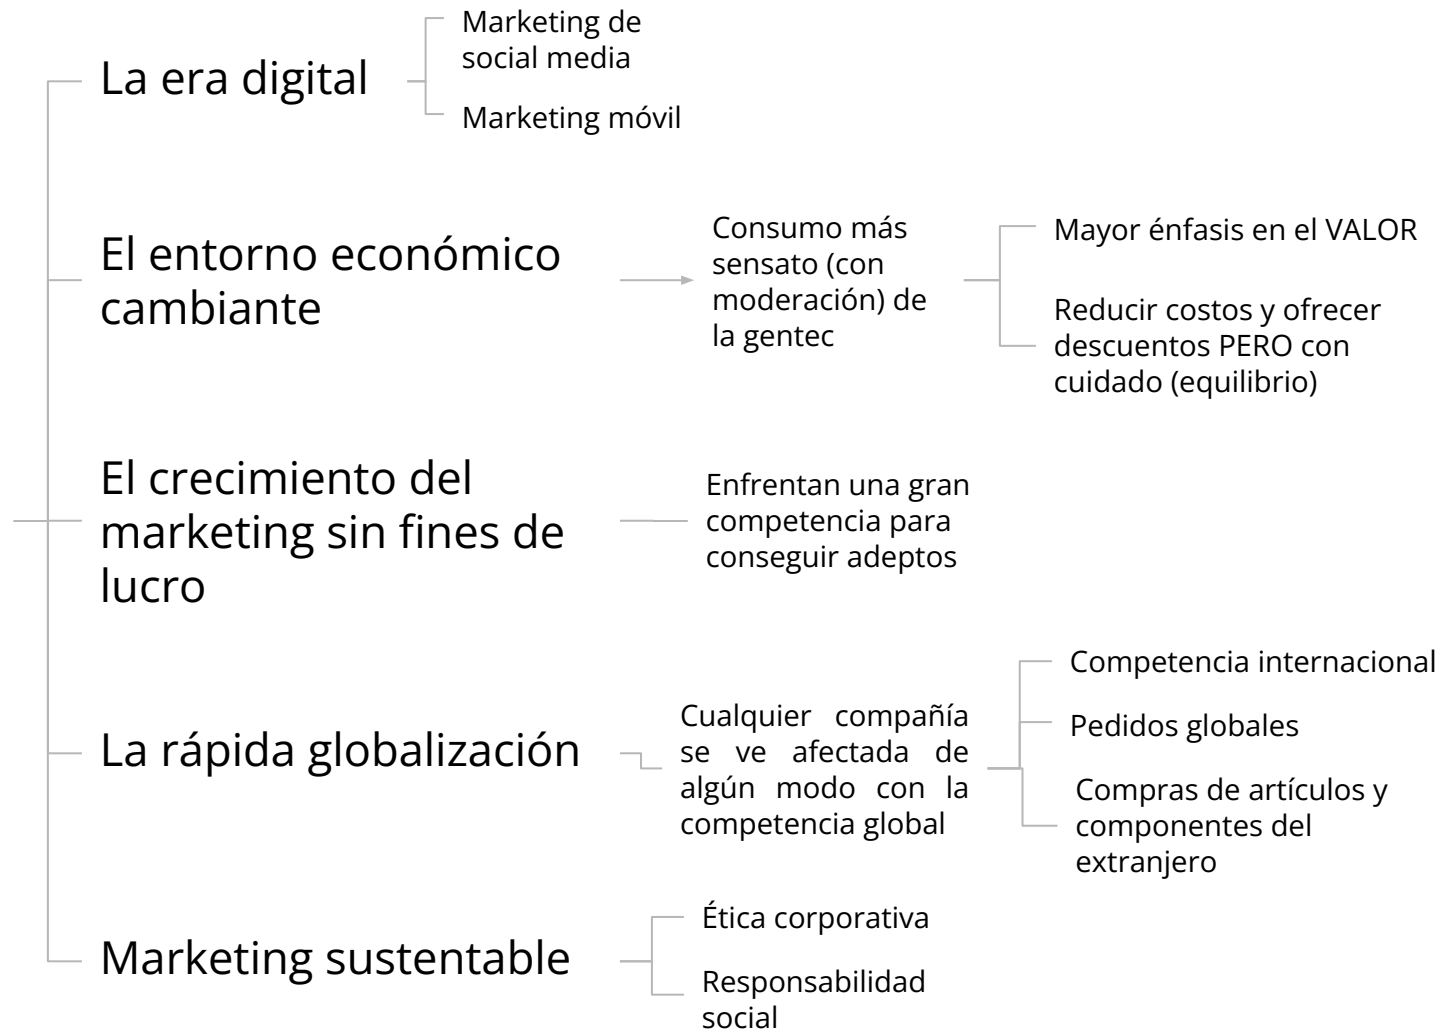 La era digital
Marketing de
social media
Marketing móvil
El entorno económico
cambiante
Consumo más
sensato (con
moderación) de
la gentec
Mayor énfasis en el VALOR
Reducir costos y ofrecer
descuentos PERO con
cuidado (equilibrio)
El crecimiento del
marketing sin fines de
lucro
Enfrentan una gran
competencia para
conseguir adeptos
La rápida globalización
Cualquier compañía
se ve afectada de
algún modo con la
competencia global
Competencia internacional
Pedidos globales
Compras de artículos y
componentes del
extranjero
Marketing sustentable
Ética corporativa
Responsabilidad
social